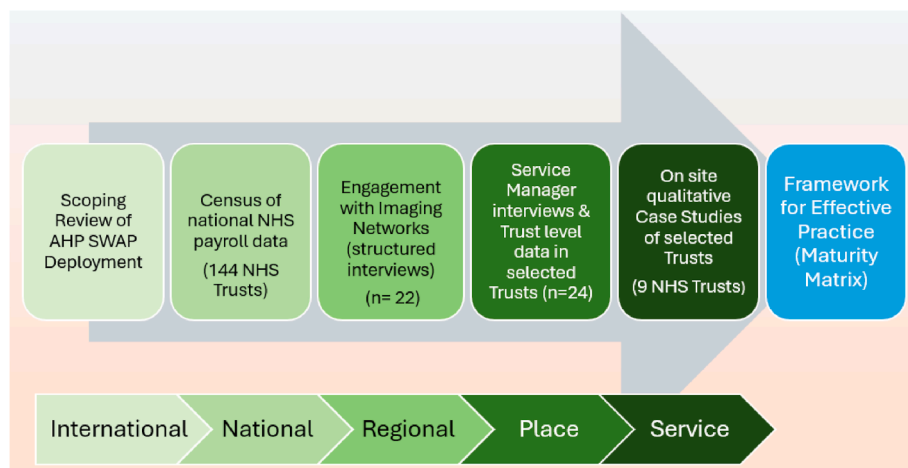 Scoping
Review of
AHP SWAP
Deployment
Census of
national NHS
payroll data
(144 NHS
Trusts)
Engagement
with Imaging
Networks
(structured
interviews)
(n= 22)
Service
Manager
interviews &
Trust level
data in
selected
Trusts (n=24)
On site
qualitative
Case Studies
of selected
Trusts
(9 NHS Trusts)
Framework
for Effective
Practice
(Maturity
Matrix)
International
National
Regional
Place
Service